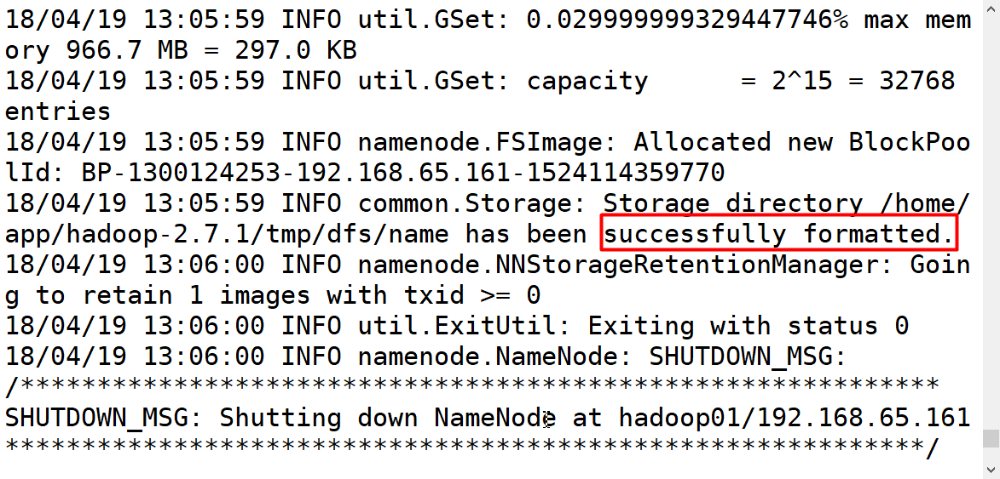 18/04/19 13:05:59 INFO util.GSet: 0.029999999329447746% max mem
ory 966.7 MB = 297.0 KB
18/04/19 13:05:59 INFO util.GSet: capacity      = 2^15 = 32768
entries
18/04/19 13:05:59 INFO namenode.FSImage: Allocated new BlockPoo
lId: BP-1300124253-192.168.65.161-1524114359770
18/04/19 13:05:59 INFO common.Storage: Storage directory /home/
app/hadoop-2.7.1/tmp/dfs/name has been successfully formatted.
18/04/19 13:06:00 INFO namenode.NNStorageRetentionManager: Goin
g to retain 1 images with txid >= 0
18/04/19 13:06:00 INFO util.ExitUtil: Exiting with status 0
18/04/19 13:06:00 INFO namenode.NameNode: SHUTDOWN_MSG:
/************************************************************
SHUTDOWN_MSG: Shutting down NameNode at hadoop01/192.168.65.161
************************************************************/